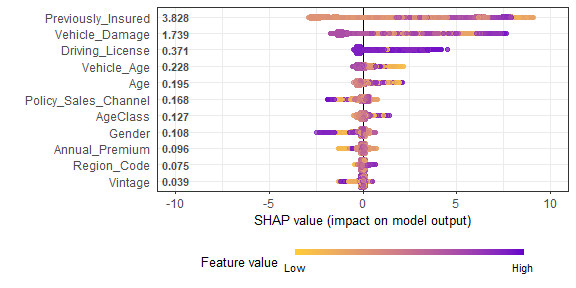 Previously_Insured 3.828
Vehicle_Damage 1.739
Driving_License 0.371
Vehicle_Age 0.228
Age 0.195
Policy_Sales_Channel 0.168
AgeClass 0.127
Gender 0.108
Annual_Premium 0.096
Region_Code 0.075
Vintage 0.039
-10 -5 0 5 10
SHAP value (impact on model output)
Feature value
Low High